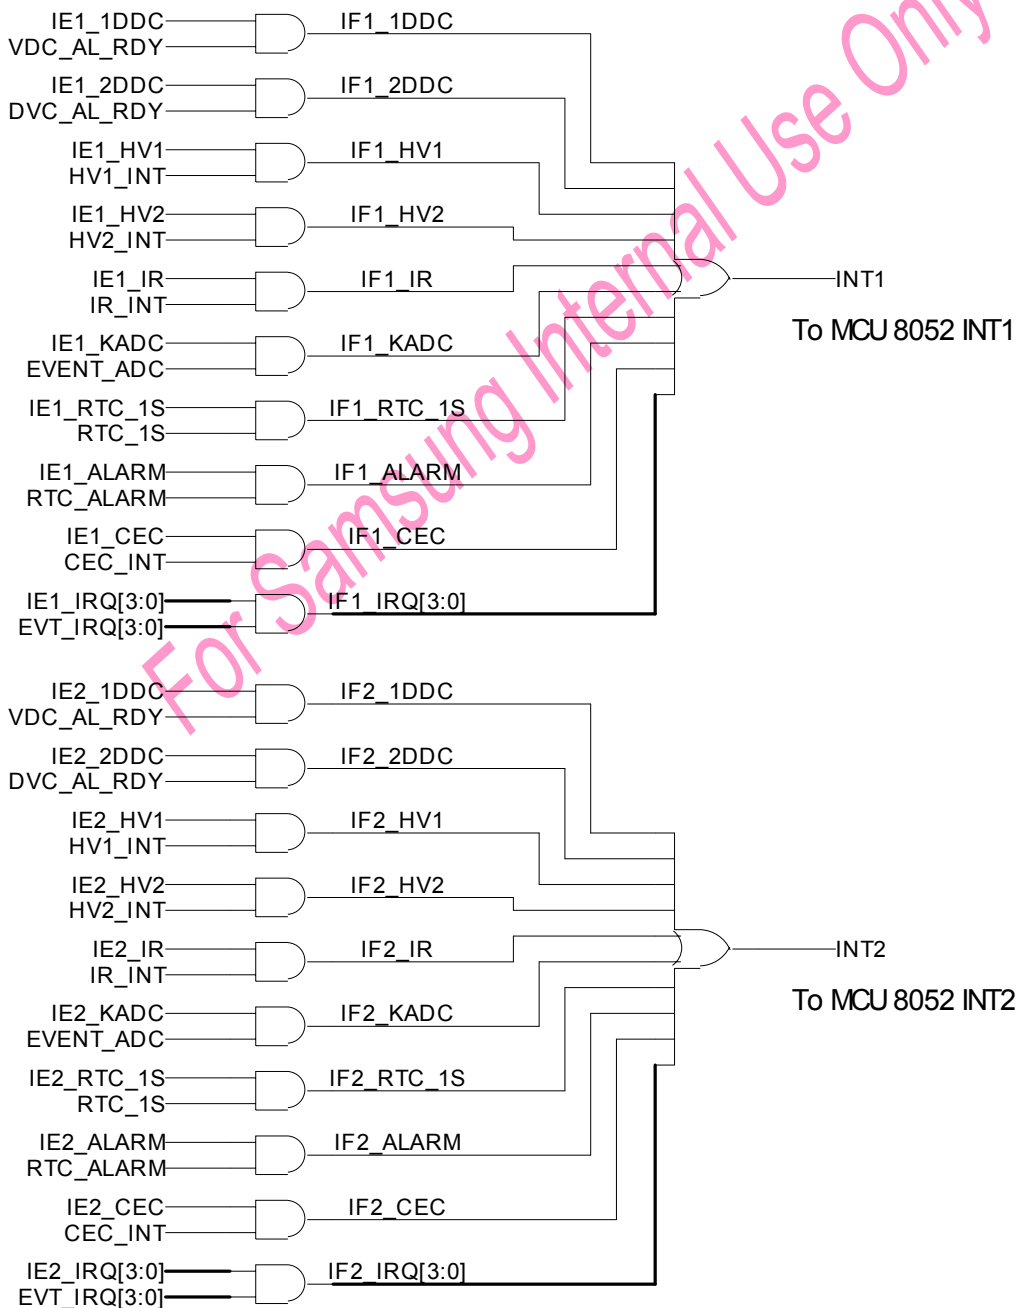 IE1_1DDC
VDC_AL_RDY
IF1_1DDC
IE1_2DDC
DVC_AL_RDY
IF1_2DDC
IE1_HV1
HV1_INT
IF1_HV1
IE1_HV2
HV2_INT
IF1_HV2
IE1_IR
IR_INT
IF1_IR
IE1_KADC
EVENT_ADC
IF1_KADC
IE1_RTC_1S
RTC_1S
IF1_RTC_1S
IE1_ALARM
RTC_ALARM
IF1_ALARM
IE1_CEC
CEC_INT
IF1_CEC
IE1_IRQ[3:0]
EVT_IRQ[3:0]
IF1_IRQ[3:0]
INT1
To MCU 8052 INT1
For Samsung Internal Use Only
IE2_1DDC
VDC_AL_RDY
IF2_1DDC
IE2_2DDC
DVC_AL_RDY
IF2_2DDC
IE2_HV1
HV1_INT
IF2_HV1
IE2_HV2
HV2_INT
IF2_HV2
IE2_IR
IR_INT
IF2_IR
IE2_KADC
EVENT_ADC
IF2_KADC
IE2_RTC_1S
RTC_1S
IF2_RTC_1S
IE2_ALARM
RTC_ALARM
IF2_ALARM
IE2_CEC
CEC_INT
IF2_CEC
IE2_IRQ[3:0]
EVT_IRQ[3:0]
IF2_IRQ[3:0]
INT2
To MCU 8052 INT2